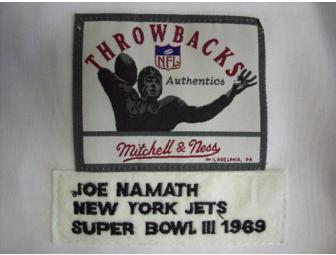 THROWBACKS
NFL
Authentics
Mitchell & Ness
PHILADELPHIA, PA
JOE NAMATH
NEW YORK JETS
SUPER BOWL III 1969